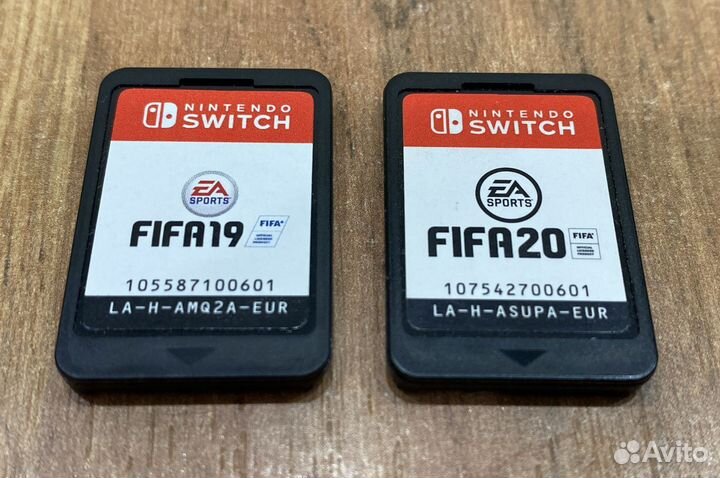 NINTENDO
SWITCH
EA
SPORTS
FIFA19
FIFA
OFFICIAL
LICENSED
PRODUCT
105587100601
LA-H-AMQ2A-EUR
NINTENDO
SWITCH
EA
SPORTS
FIFA20
FIFA
OFFICIAL
LICENSED
PRODUCT
107542700601
LA-H-ASUPA-EUR
Avito